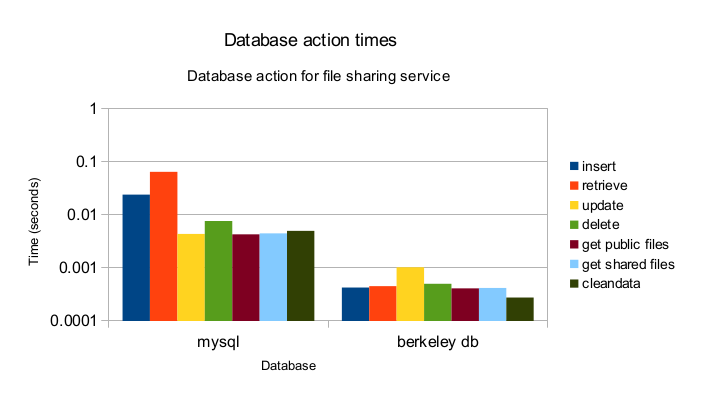 Database action times
Database action for file sharing service
1
0.1
0.01
0.001
0.0001
Time (seconds)
mysql
berkeley db
Database
insert
retrieve
update
delete
get public files
get shared files
cleandata